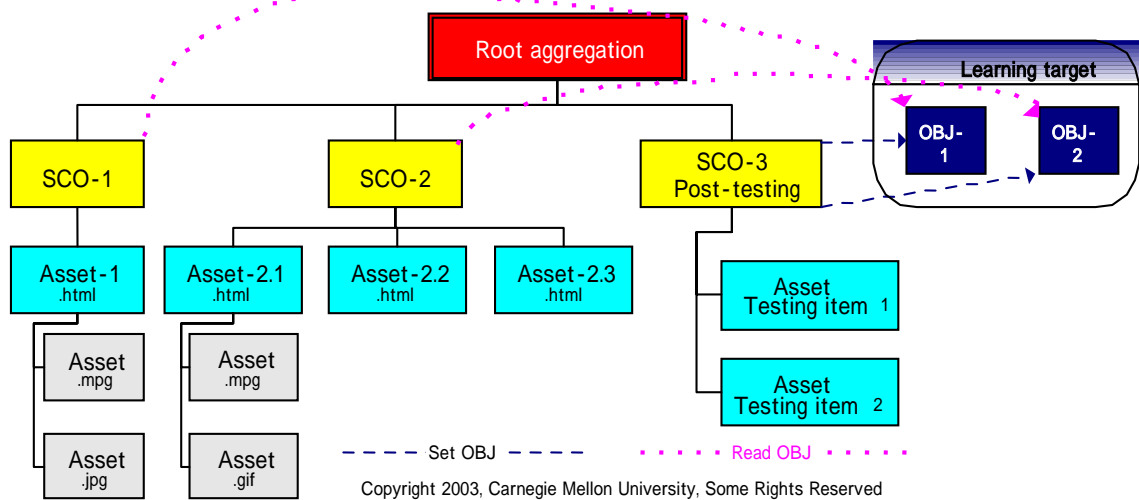 Root aggregation
Learning target
OBJ-
1
OBJ-
2
SCO-1
SCO-2
SCO-3
Post-testing
Asset-1
.html
Asset-2.1
.html
Asset-2.2
.html
Asset-2.3
.html
Asset
Testing item 1
Asset
.mpg
Asset
.mpg
Asset
Testing item 2
Asset
.jpg
Asset
.gif
Set OBJ
Read OBJ
Copyright 2003, Carnegie Mellon University, Some Rights Reserved